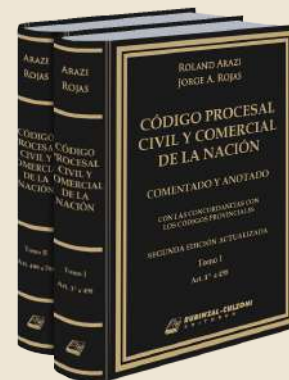 ARAZI
ROJAS
CÓDIGO
PROCESAL
CIVIL Y
COMERCIAL
DE LA
NACIÓN
Tomo II
ARAZI
ROJAS
CÓDIGO
PROCESAL
CIVIL Y
COMERCIAL
DE LA
NACIÓN
Tomo I
Art. 1° a 498
ROLAND ARAZI
JORGE A. ROJAS
CÓDIGO PROCESAL
CIVIL Y COMERCIAL
DE LA NACIÓN
COMENTADO Y ANOTADO
CON LAS CONCORDANCIAS CON
LOS CÓDIGOS PROVINCIALES
SEGUNDA EDICIÓN ACTUALIZADA
Tomo I
Art. 1° a 498
RUBINZAL - CULZONI
EDITORES